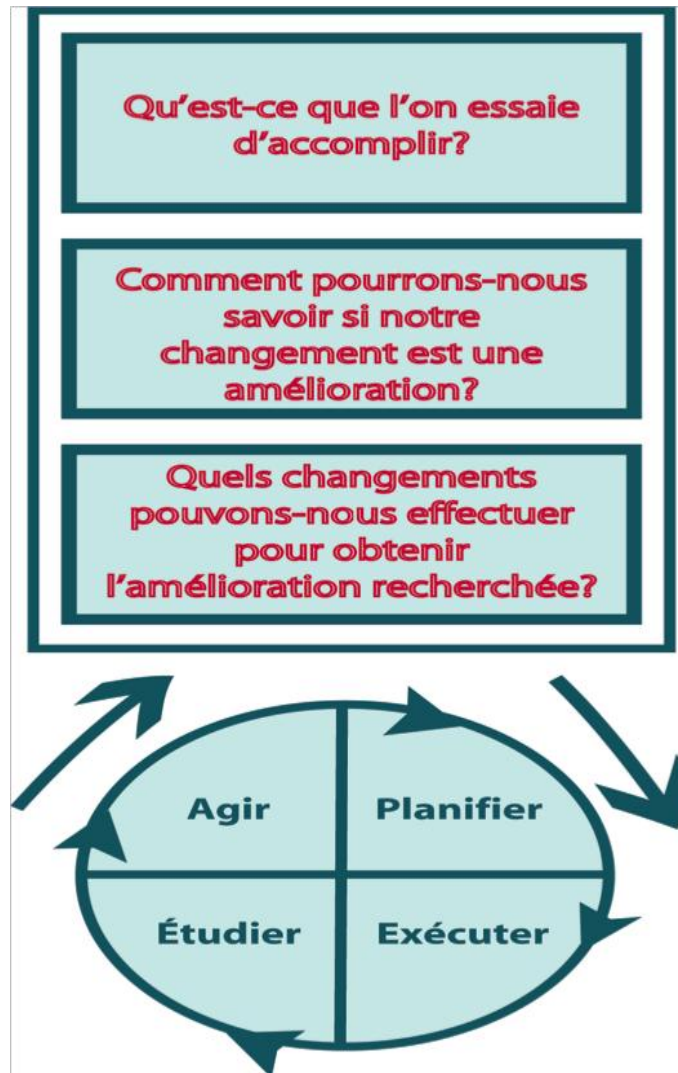 Qu'est-ce que l'on essaie
d'accomplir?
Comment pourrons-nous
savoir si notre
changement est une
amélioration?
Quels changements
pouvons-nous effectuer
pour obtenir
l'amélioration recherchée?
Agir
Planifier
Étudier
Exécuter